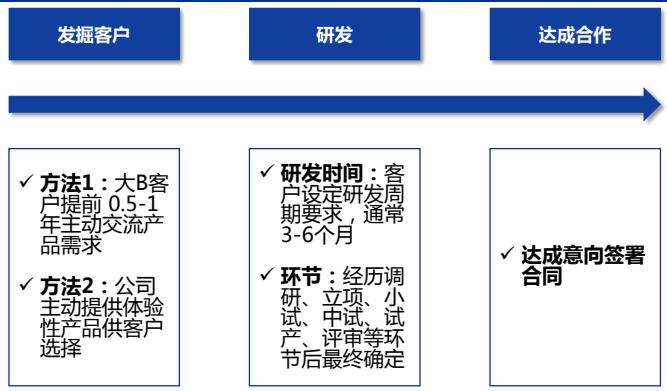 发掘客户
研发
达成合作
✓ 方法1：大B客
户提前 0.5-1
年主动交流产
品需求
✓ 方法2：公司
主动提供体验
性产品供客户
选择
✓ 研发时间：客
户设定研发周
期要求，通常
3-6个月
✓ 环节：经历调
研、立项、小
试、中试、试
产、评审等环
节后最终确定
✓ 达成意向签署
合同